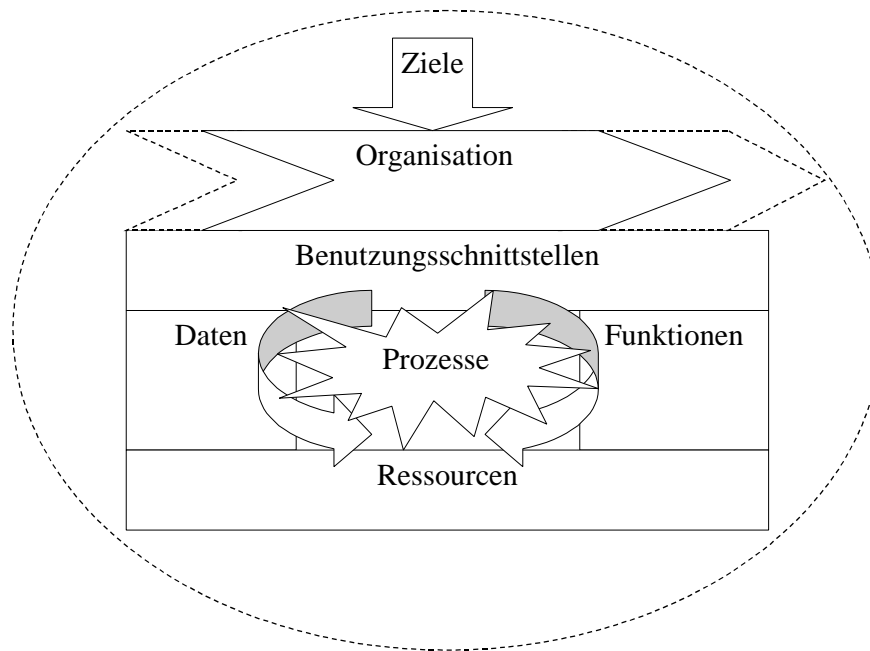 Ziele
Organisation
Benutzungsschnittstellen
Daten
Funktionen
Prozesse
Ressourcen